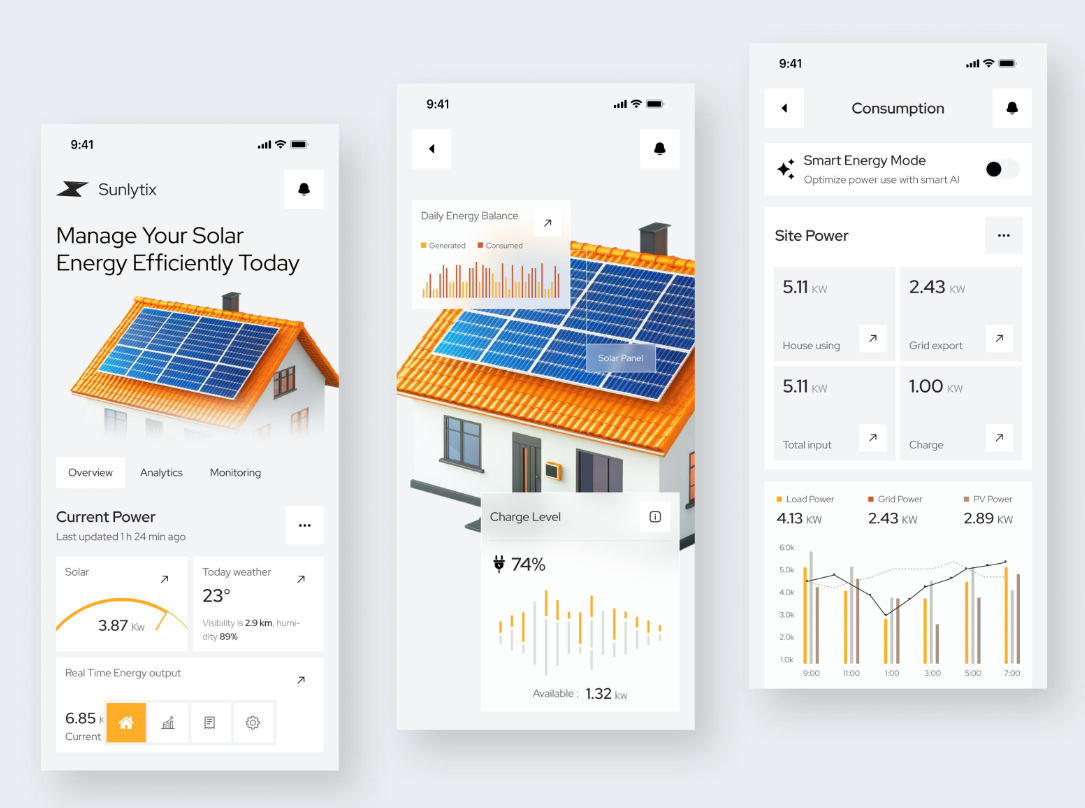 9:41
Sunlytix
Manage Your Solar
Energy Efficiently Today
Overview
Analytics
Monitoring
Current Power
Last updated 1 h 24 min ago
Solar
3.87 Kw
Today weather
23°
Visibility is 2.9 km, humi-
dity 89%
Real Time Energy output
6.85 k
Current
9:41
Daily Energy Balance
Generated
Consumed
Solar Panel
Charge Level
74%
Available : 1.32 kw
9:41
Consumption
Smart Energy Mode
Optimize power use with smart AI
Site Power
5.11 KW
House using
2.43 KW
Grid export
5.11 KW
Total input
1.00 KW
Charge
Load Power
4.13 KW
Grid Power
2.43 KW
PV Power
2.89 KW
6.0k
5.0k
4.0k
3.0k
2.0k
1.0k
9:00
11:00
1:00
3:00
5:00
7:00